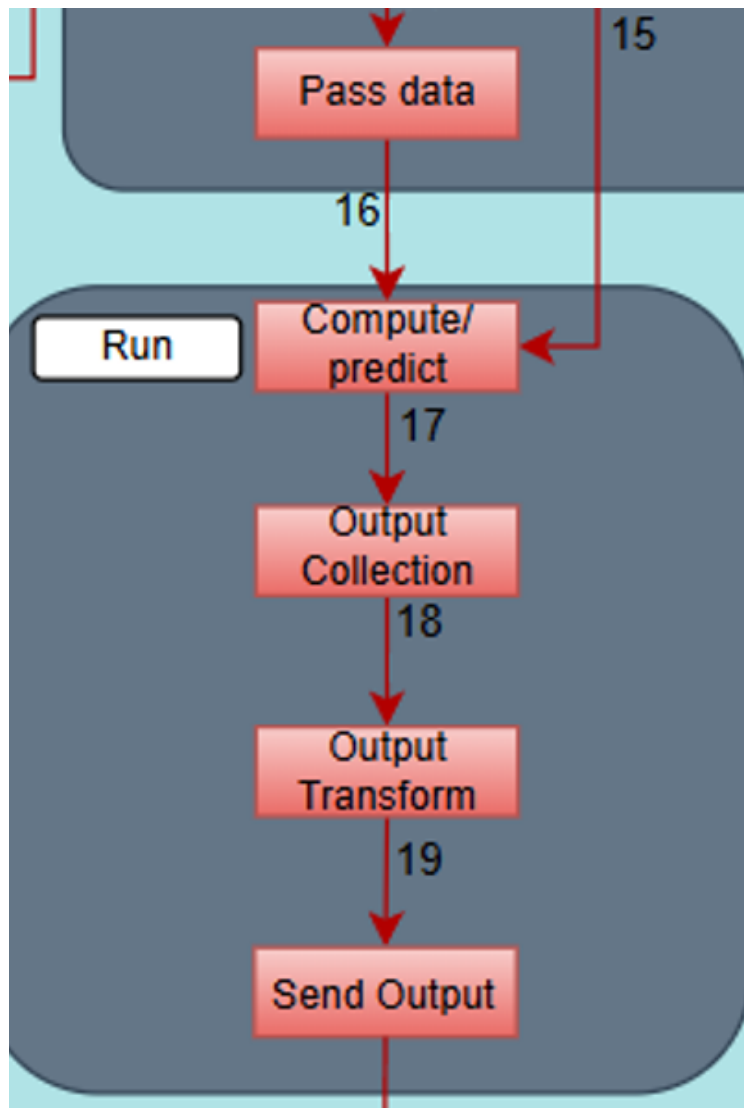 15
Pass data
16
Run
Compute/
predict
17
Output
Collection
18
Output
Transform
19
Send Output